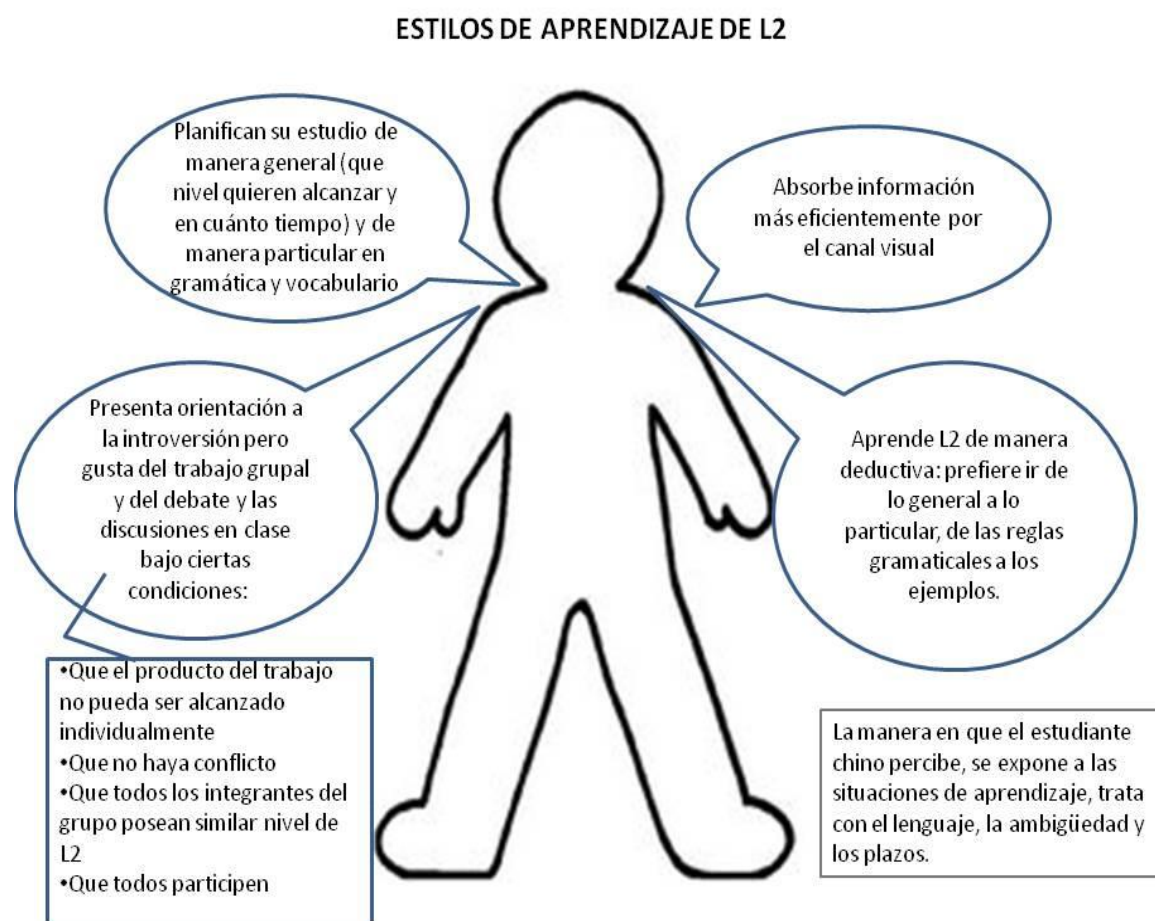 ESTILOS DE APRENDIZAJE DE L2
Planifican su estudio de
manera general (que
nivel quieren alcanzar y
en cuánto tiempo) y de
manera particular en
gramática y vocabulario
Absorbe información
más eficientemente por
el canal visual
Presenta orientación a
la introversión pero
gusta del trabajo grupal
y del debate y las
discusiones en clase
bajo ciertas
condiciones:
Aprende L2 de manera
deductiva: prefiere ir de
lo general a lo
particular, de las reglas
gramaticales a los
ejemplos.
•Que el producto del trabajo
no pueda ser alcanzado
individualmente
•Que no haya conflicto
•Que todos los integrantes del
grupo posean similar nivel de
L2
•Que todos participen
La manera en que el estudiante
chino percibe, se expone a las
situaciones de aprendizaje, trata
con el lenguaje, la ambigüedad y
los plazos.